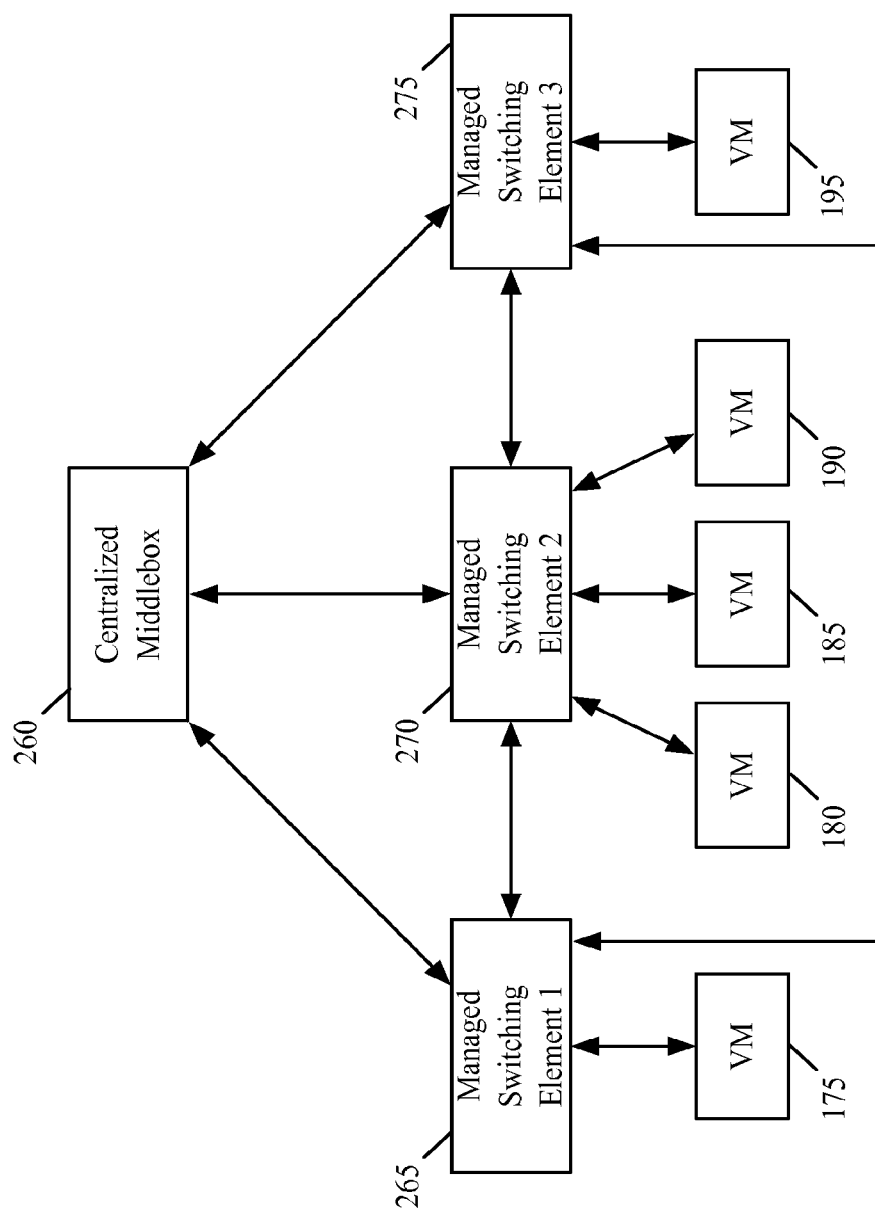 260
Centralized
Middlebox
265
Managed
Switching
Element 1
270
Managed
Switching
Element 2
275
Managed
Switching
Element 3
VM
175
VM
180
VM
185
VM
190
VM
195